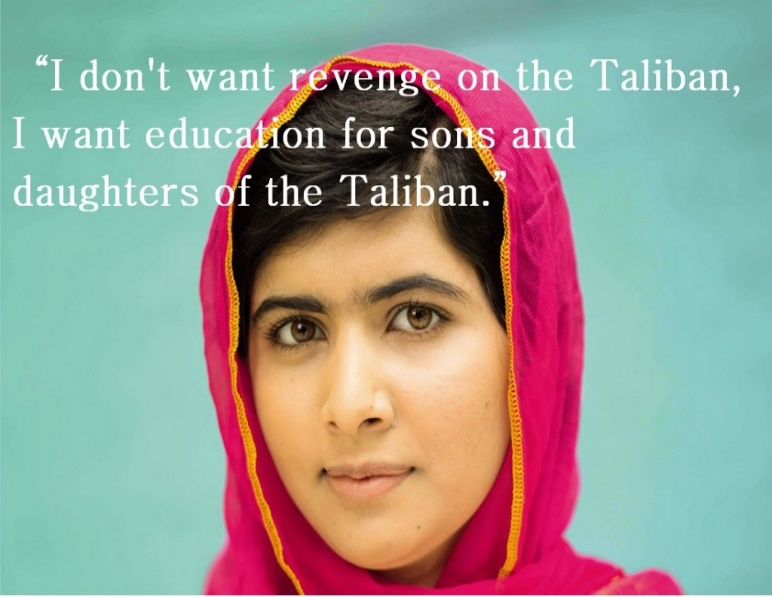 “I don't want revenge on the Taliban,
I want education for sons and
daughters of the Taliban.”